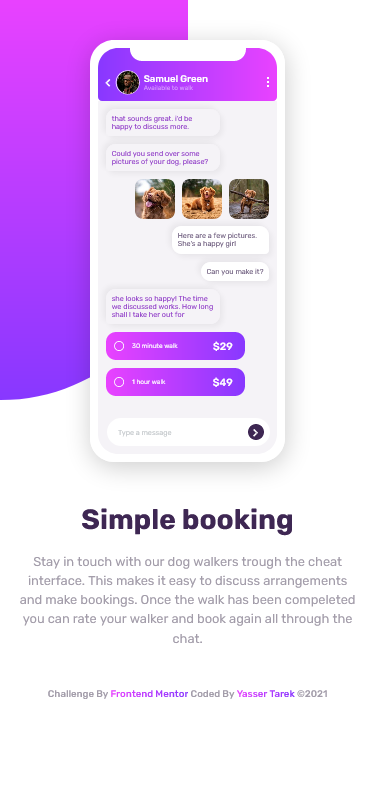 Samuel Green
Available to walk
that sounds great. i'd be
happy to discuss more.
Could you send over some
pictures of your dog, please?
Here are a few pictures.
She's a happy girl
Can you make it?
she looks so happy! The time
we discussed works. How long
shall I take her out for
30 minute walk $29
1 hour walk $49
Type a message
Simple booking
Stay in touch with our dog walkers trough the cheat
interface. This makes it easy to discuss arrangements
and make bookings. Once the walk has been compeleted
you can rate your walker and book again all through the
chat.
Challenge By Frontend Mentor Coded By Yasser Tarek ©2021